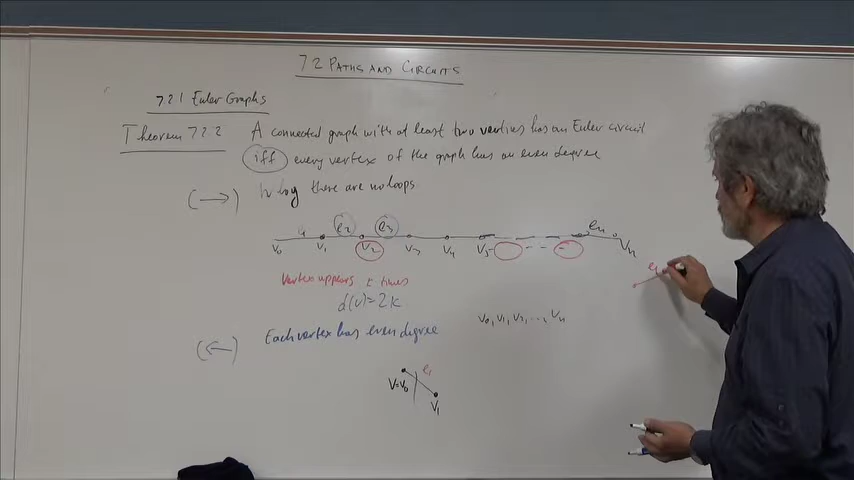 7.2 PATHS AND CIRCUITS
7.2.1 Euler Graphs
Theorem 7.2.2 A connected graph with at least two vertices has an Euler circuit
iff every vertex of the graph has an even degree
(→) WLOG there are no loops
e2 e3 en
V0 V1 V2 V3 V4 V5 Vn
Vertex appears k times
d(v) = 2k
(←) Each vertex has even degree
V0, V1, V2, ..., Vn
e1
V=V0
V1